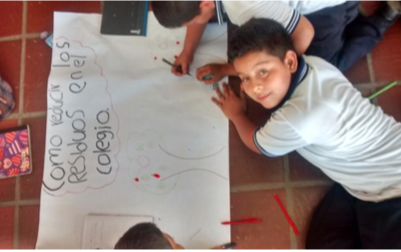 Como reducir los
Residuos en el
colegio.